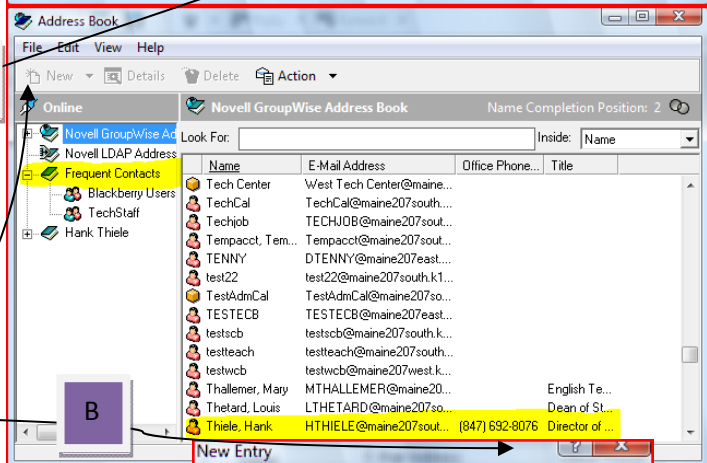 Address Book
File Edit View Help
New Details Delete Action
Online
Novell GroupWise Address Book Name Completion Position: 2
Novell GroupWise Ad
Look For: Inside: Name
Novell LDAP Address
Frequent Contacts
Blackberry Users
TechStaff
Hank Thiele
Name E-Mail Address Office Phone... Title
Tech Center West Tech Center@maine...
TechCal TechCal@maine207south....
Techjob TECHJOB@maine207sout...
Tempacct, Tem... Tempacct@maine207sout...
TENNY DTENNY@maine207east....
test22 test22@maine207south.k1...
TestAdmCal TestAdmCal@maine207so...
TESTECB TESTECB@maine207east...
testscb testscb@maine207south.k...
testteach testteach@maine207south...
testwcb testwcb@maine207west.k...
Thallemer, Mary MTHALLEMER@maine20... English Te...
Thetard, Louis LTHETARD@maine207so... Dean of St...
Thiele, Hank HTHIELE@maine207sout... (847) 692-8076 Director of ...
B
New Entry